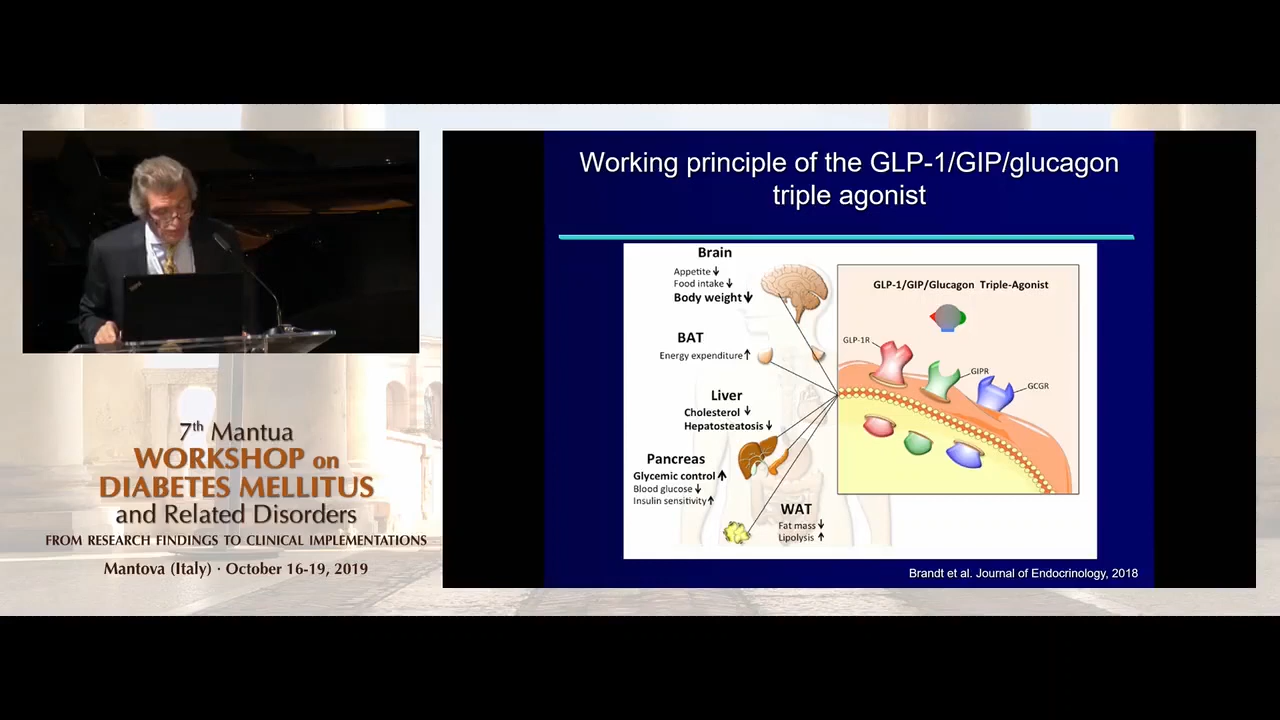 Working principle of the GLP-1/GIP/glucagon
triple agonist
Brain
Appetite ↓
Food intake ↓
Body weight ↓
BAT
Energy expenditure ↑
Liver
Cholesterol ↓
Hepatosteatosis ↓
Pancreas
Glycemic control ↑
Blood glucose ↓
Insulin sensitivity ↑
WAT
Fat mass ↓
Lipolysis ↑
GLP-1/GIP/Glucagon Triple-Agonist
GLP-1R
GIPR
GCGR
Brandt et al. Journal of Endocrinology, 2018
7th Mantua
WORKSHOP on
DIABETES MELLITUS
and Related Disorders
FROM RESEARCH FINDINGS TO CLINICAL IMPLEMENTATIONS
Mantova (Italy) · October 16-19, 2019